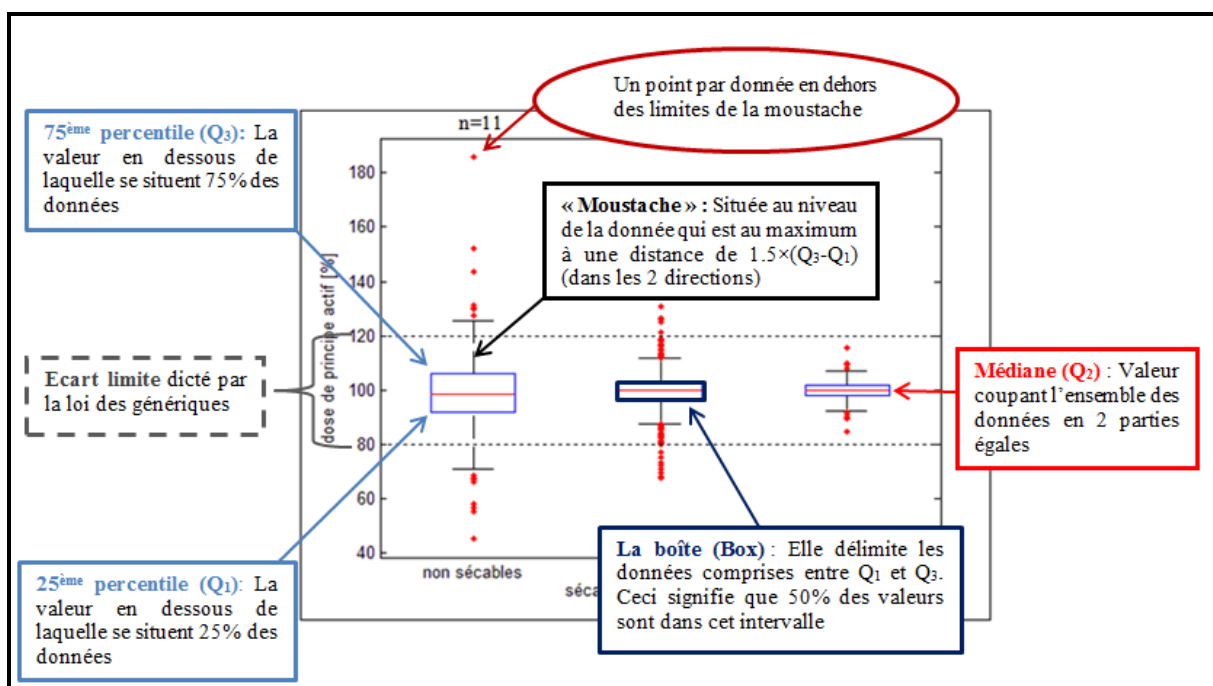 Un point par donnée en dehors
des limites de la moustache
75ème percentile (Q3): La
valeur en dessous de
laquelle se situent 75% des
données
n=11
« Moustache » : Située au niveau
de la donnée qui est au maximum
à une distance de 1.5×(Q3-Q1)
(dans les 2 directions)
dose de principe actif [%]
180
160
140
120
100
80
60
40
Ecart limite dicté par
la loi des génériques
Médiane (Q2) : Valeur
coupant l’ensemble des
données en 2 parties
égales
25ème percentile (Q1): La
valeur en dessous de
laquelle se situent 25% des
données
La boîte (Box) : Elle délimite les
données comprises entre Q1 et Q3.
Ceci signifie que 50% des valeurs
sont dans cet intervalle
non sécables